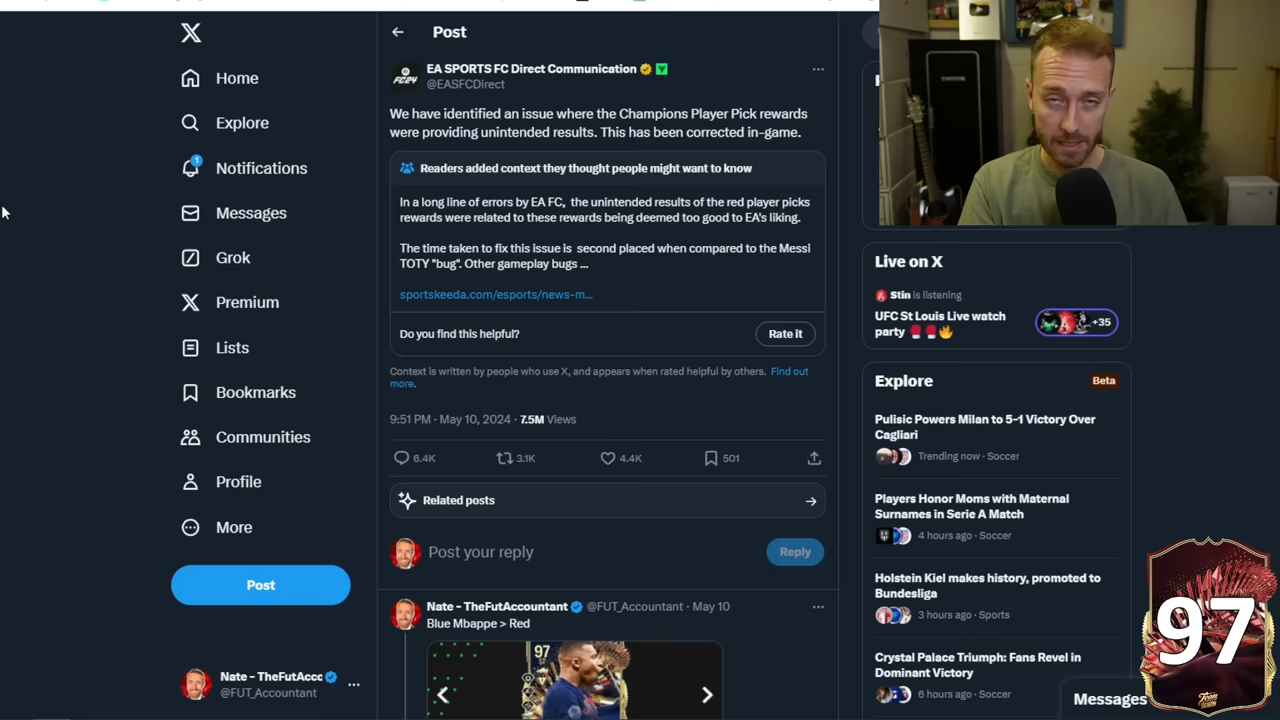 Home
Explore
1
Notifications
Messages
Grok
Premium
Lists
Bookmarks
Communities
Profile
More
Post
Nate - TheFutAcc
@FUT_Accountant
Post
FC24
EA SPORTS FC Direct Communication
@EASFCDirect
We have identified an issue where the Champions Player Pick rewards
were providing unintended results. This has been corrected in-game.
Readers added context they thought people might want to know
In a long line of errors by EA FC, the unintended results of the red player picks
rewards were related to these rewards being deemed too good to EA's liking.
The time taken to fix this issue is second placed when compared to the Messi
TOTY "bug". Other gameplay bugs ...
sportskeeda.com/esports/news-m...
Do you find this helpful?
Rate it
Context is written by people who use X, and appears when rated helpful by others. Find out
more.
9:51 PM · May 10, 2024 · 7.5M Views
6.4K
3.1K
4.4K
501
Related posts
Post your reply
Reply
Nate - TheFutAccountant @FUT_Accountant · May 10
Blue Mbappe > Red
97
Live on X
Stin is listening
UFC St Louis Live watch
party
+35
Explore
Beta
Pulisic Powers Milan to 5-1 Victory Over
Cagliari
Trending now · Soccer
Players Honor Moms with Maternal
Surnames in Serie A Match
4 hours ago · Soccer
Holstein Kiel makes history, promoted to
Bundesliga
3 hours ago · Sports
Crystal Palace Triumph: Fans Revel in
Dominant Victory
6 hours ago · Soccer
Messages
97